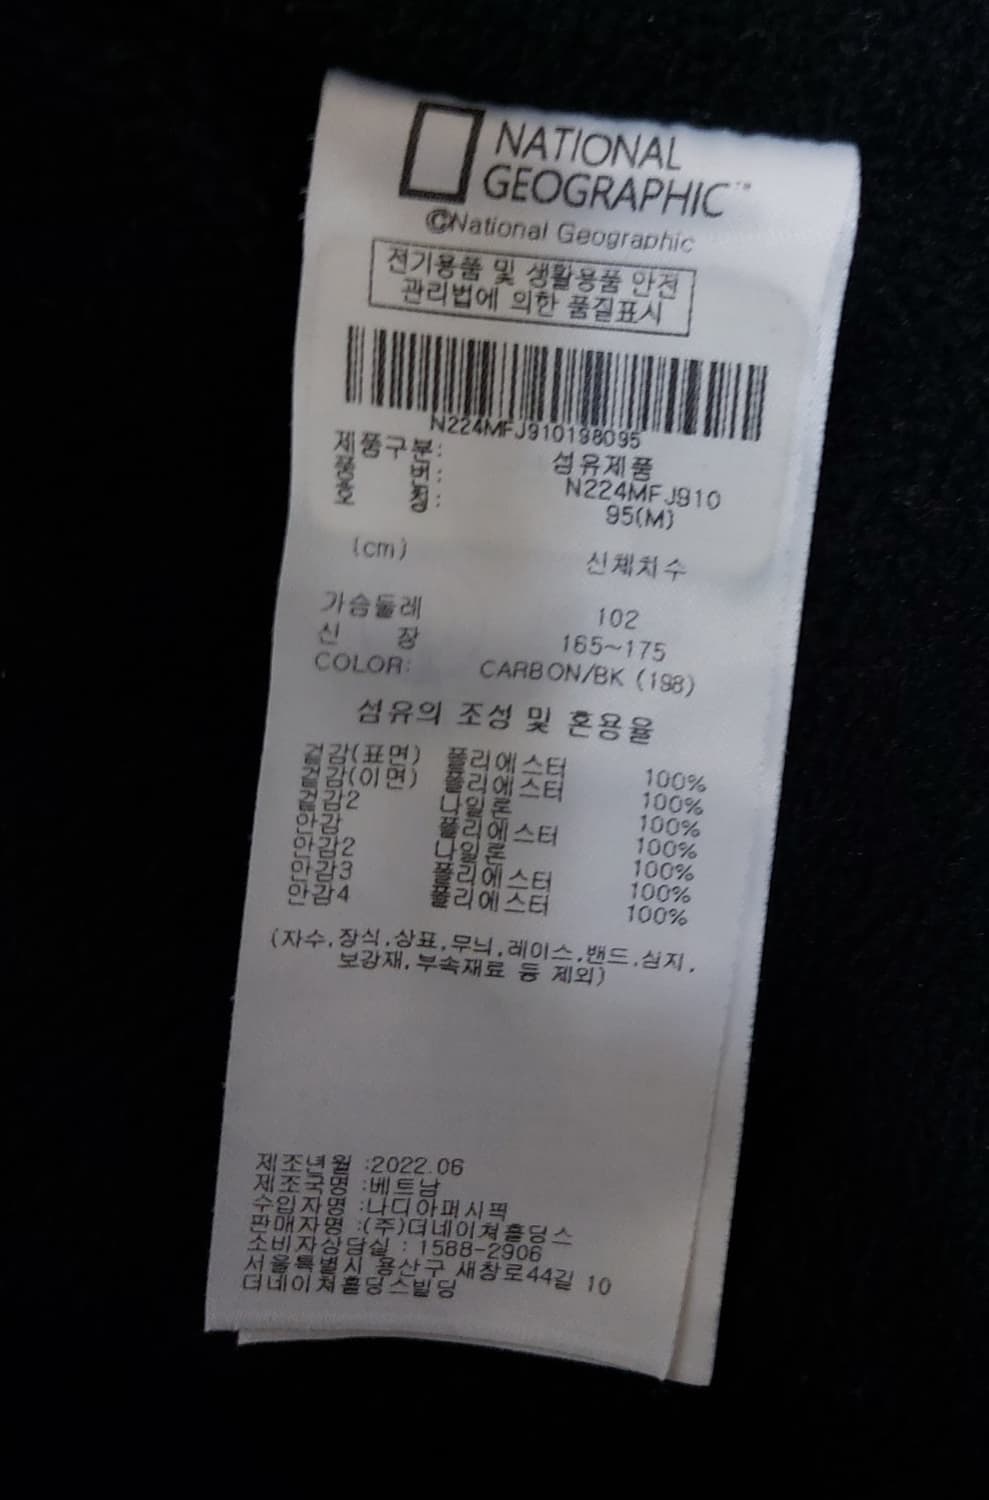 NATIONAL
GEOGRAPHIC™
©National Geographic
전기용품 및 생활용품 안전
관리법에 의한 품질표시
N224MFJ910198095
제품구분: 섬유제품
품 번: N224MFJ910
호 칭: 95(M)
(cm) 신체치수
가슴둘레 102
신 장 165~175
COLOR: CARBON/BK (198)
섬유의 조성 및 혼용율
겉감(표면) 폴리에스터 100%
겉감(이면) 폴리에스터 100%
겉감2 나일론 100%
안감 폴리에스터 100%
안감2 나일론 100%
안감3 폴리에스터 100%
안감4 폴리에스터 100%
(자수,장식,상표,무늬,레이스,밴드,심지,
보강재,부속재료 등 제외)
제조년월 :2022.06
제조국명 :베트남
수입자명 :나디아퍼시픽
판매자명 :(주)더네이쳐홀딩스
소비자상담실 : 1588-2906
서울특별시 용산구 새창로44길 10
더네이쳐홀딩스빌딩